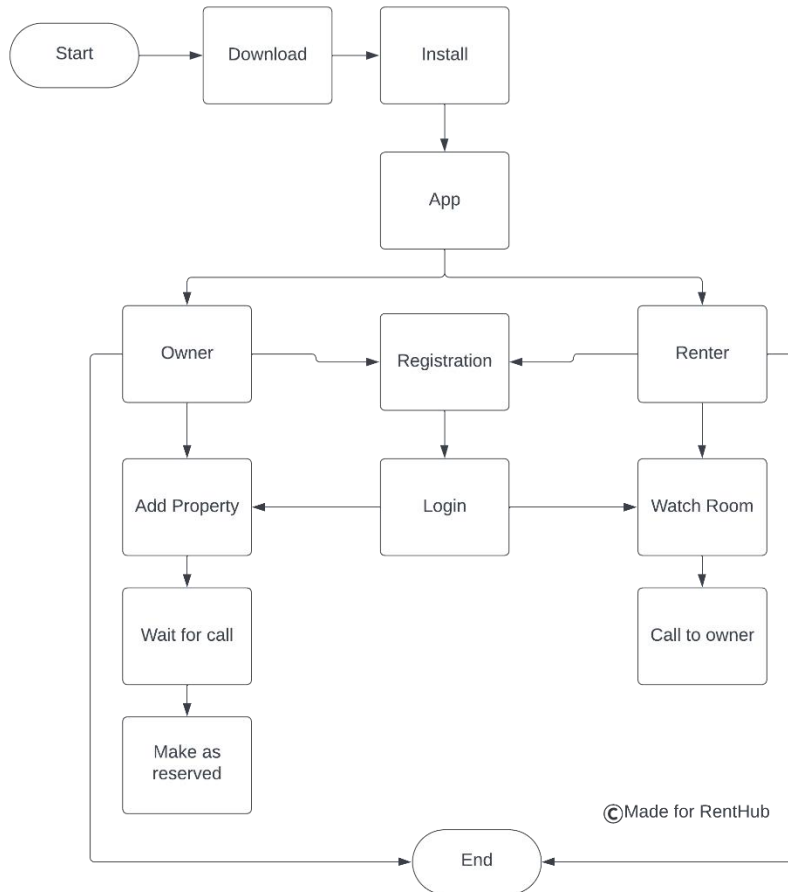 Start
Download
Install
App
Owner
Registration
Renter
Add Property
Login
Watch Room
Wait for call
Call to owner
Make as
reserved
©Made for RentHub
End